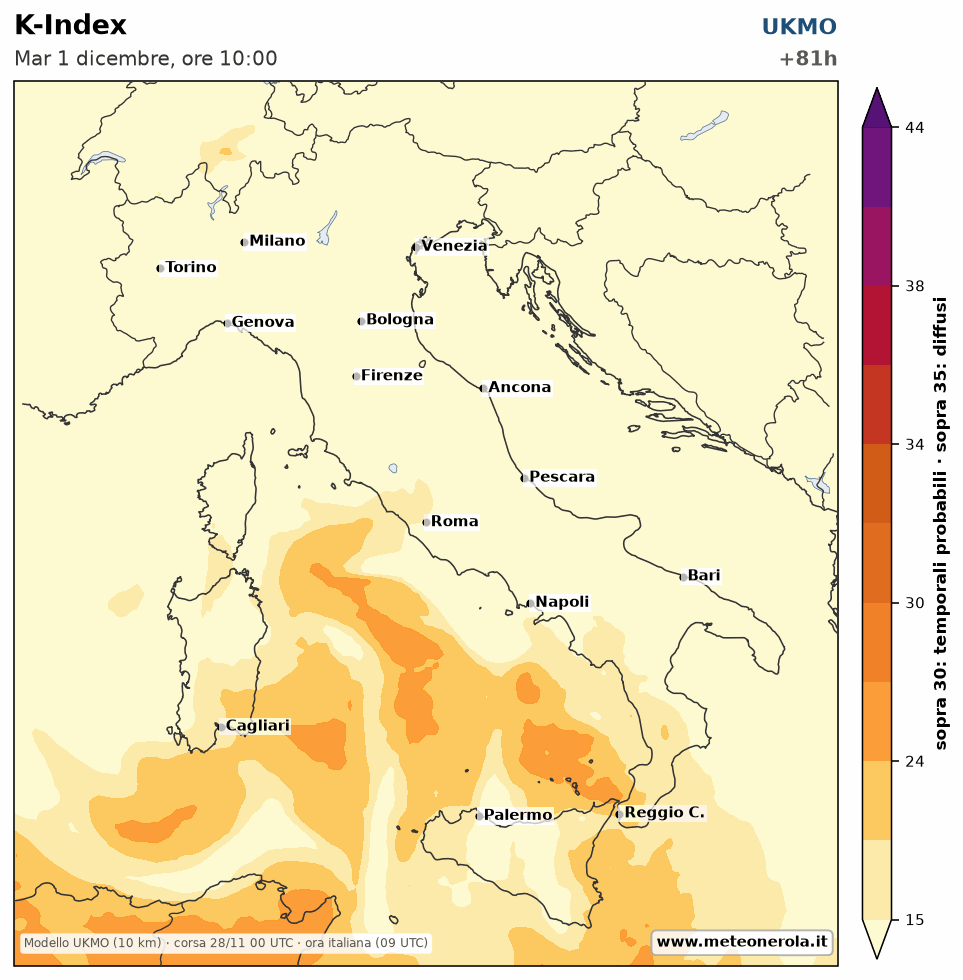 K-Index
UKMO
Mar 1 dicembre, ore 10:00
+81h
Milano
Venezia
Torino
Genova
Bologna
Firenze
Ancona
Pescara
Roma
Bari
Napoli
Cagliari
Palermo
Reggio C.
44
38
34
30
24
15
sopra 30: temporali probabili · sopra 35: diffusi
Modello UKMO (10 km) · corsa 28/11 00 UTC · ora italiana (09 UTC)
www.meteonerola.it